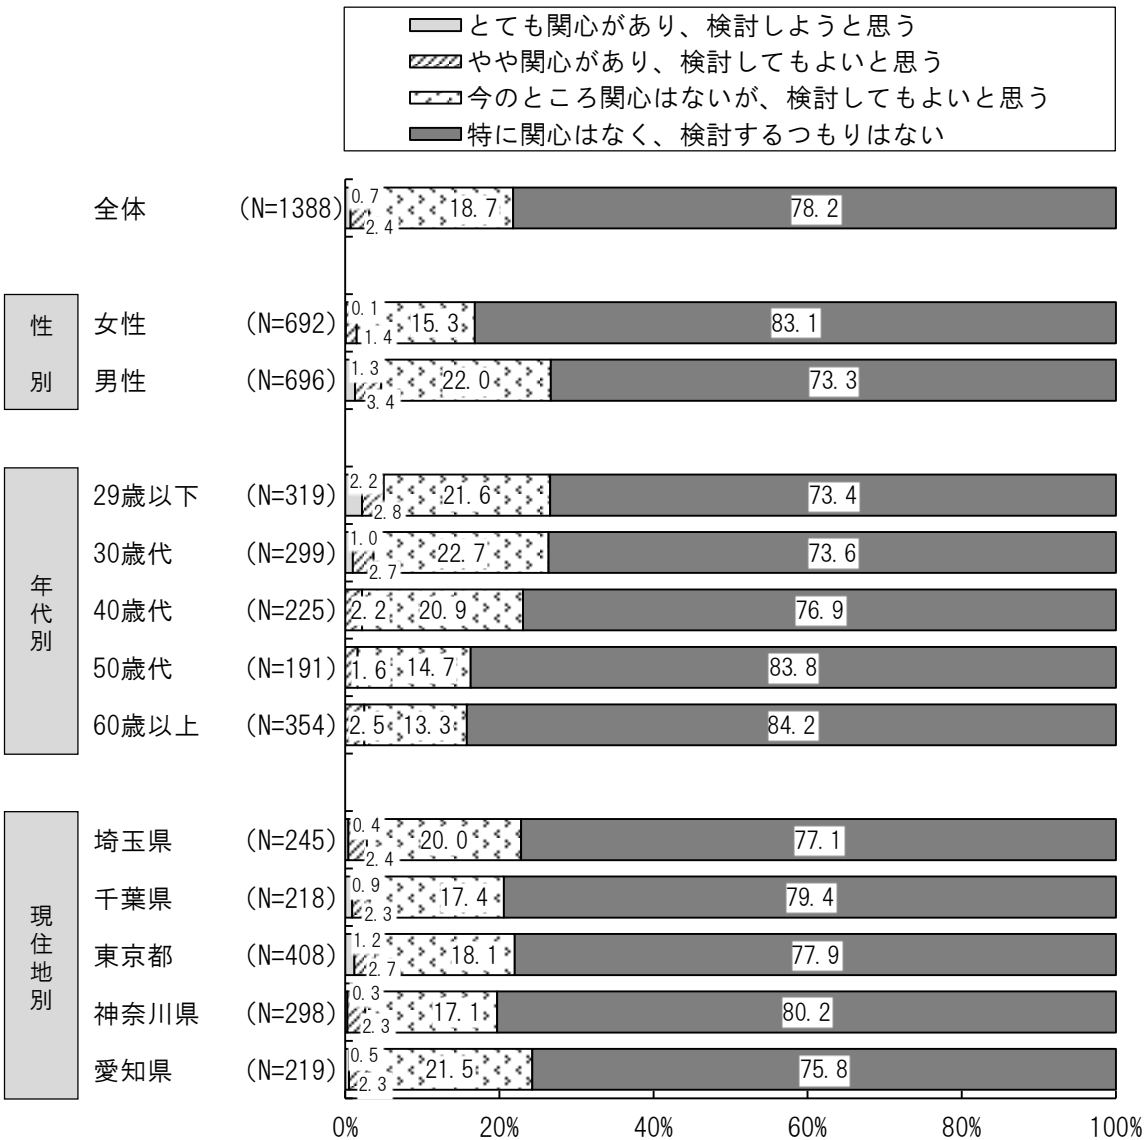 とても関心があり、検討しようと思う
やや関心があり、検討してもよいと思う
今のところ関心はないが、検討してもよいと思う
特に関心はなく、検討するつもりはない
全体 (N=1388) 0.7 2.4 18.7 78.2
性別
女性 (N=692) 0.1 1.4 15.3 83.1
男性 (N=696) 1.3 3.4 22.0 73.3
年代別
29歳以下 (N=319) 2.2 2.8 21.6 73.4
30歳代 (N=299) 1.0 2.7 22.7 73.6
40歳代 (N=225) 2.2 20.9 76.9
50歳代 (N=191) 1.6 14.7 83.8
60歳以上 (N=354) 2.5 13.3 84.2
現住地別
埼玉県 (N=245) 0.4 2.4 20.0 77.1
千葉県 (N=218) 0.9 2.3 17.4 79.4
東京都 (N=408) 1.2 2.7 18.1 77.9
神奈川県 (N=298) 0.3 2.3 17.1 80.2
愛知県 (N=219) 0.5 2.3 21.5 75.8
0% 20% 40% 60% 80% 100%